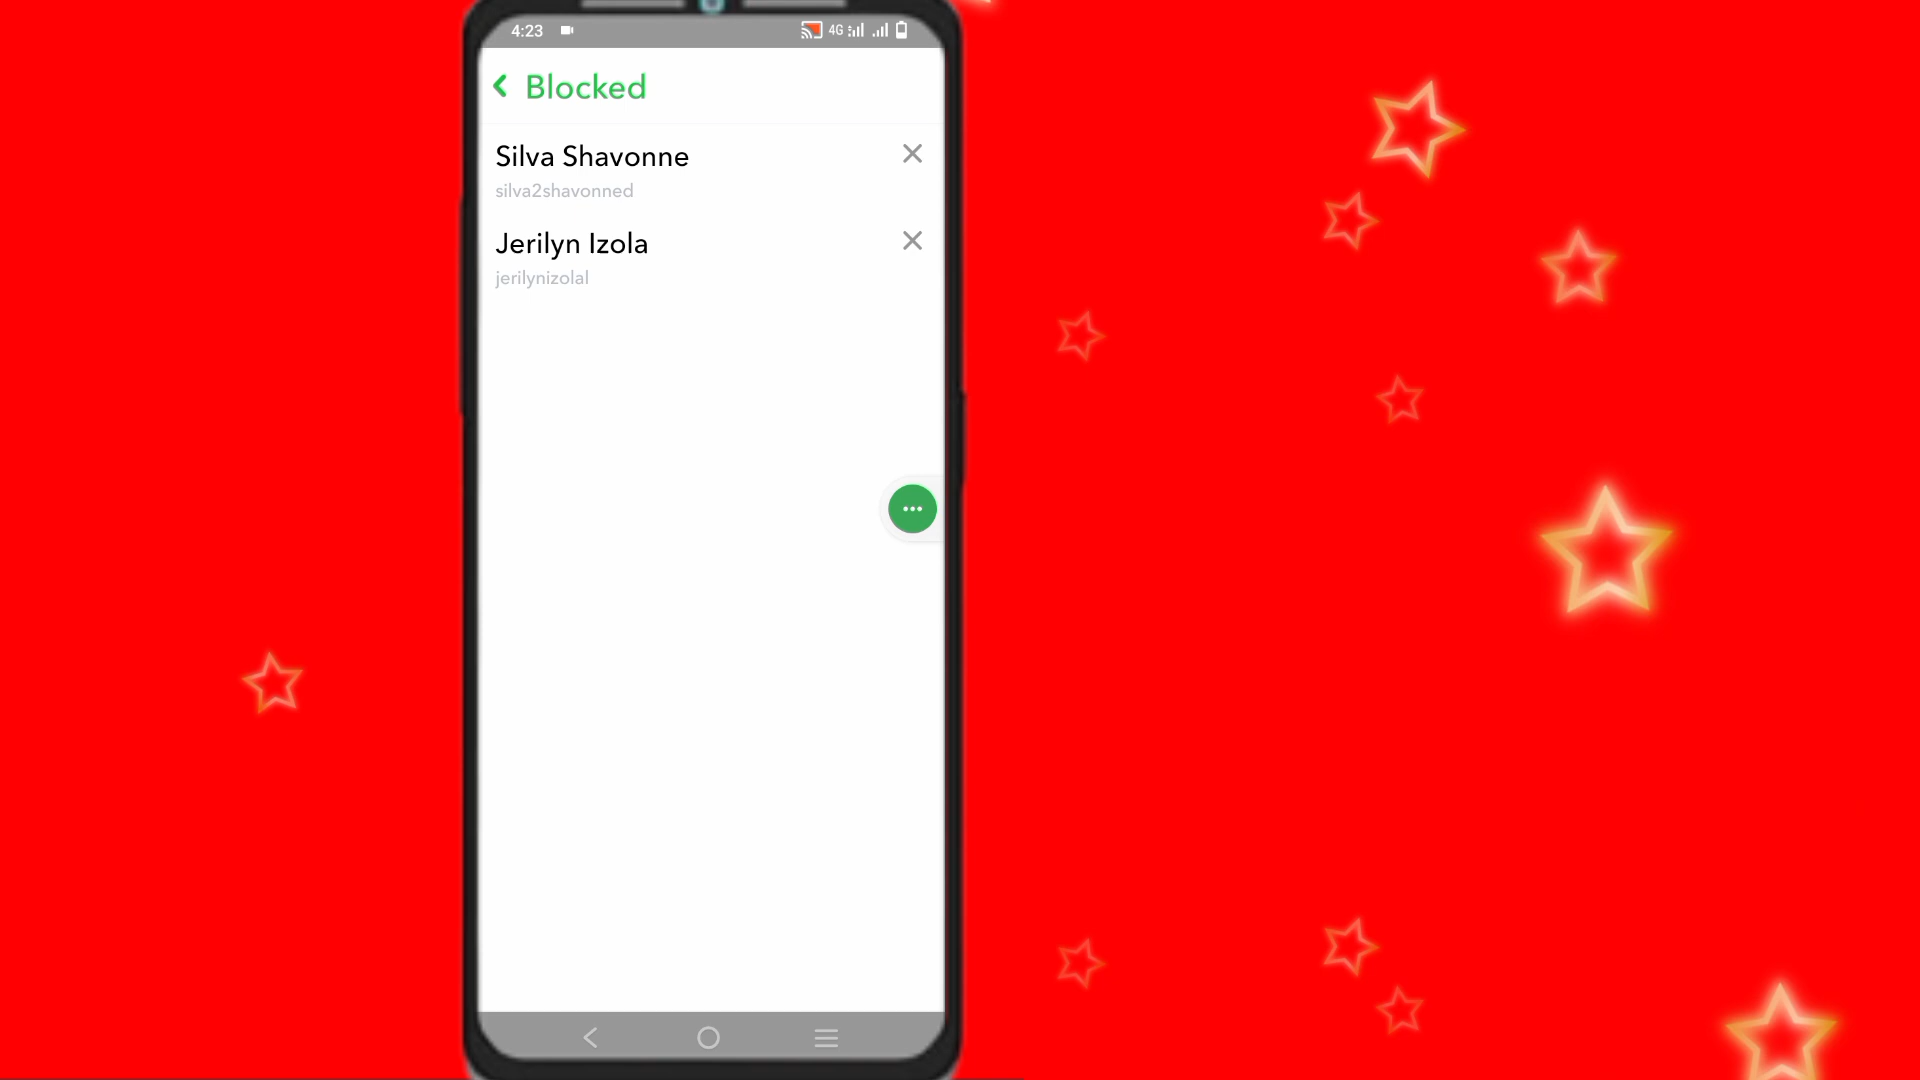 4:23
4G
Blocked
Silva Shavonne
silva2shavonned
Jerilyn Izola
jerilynizolal